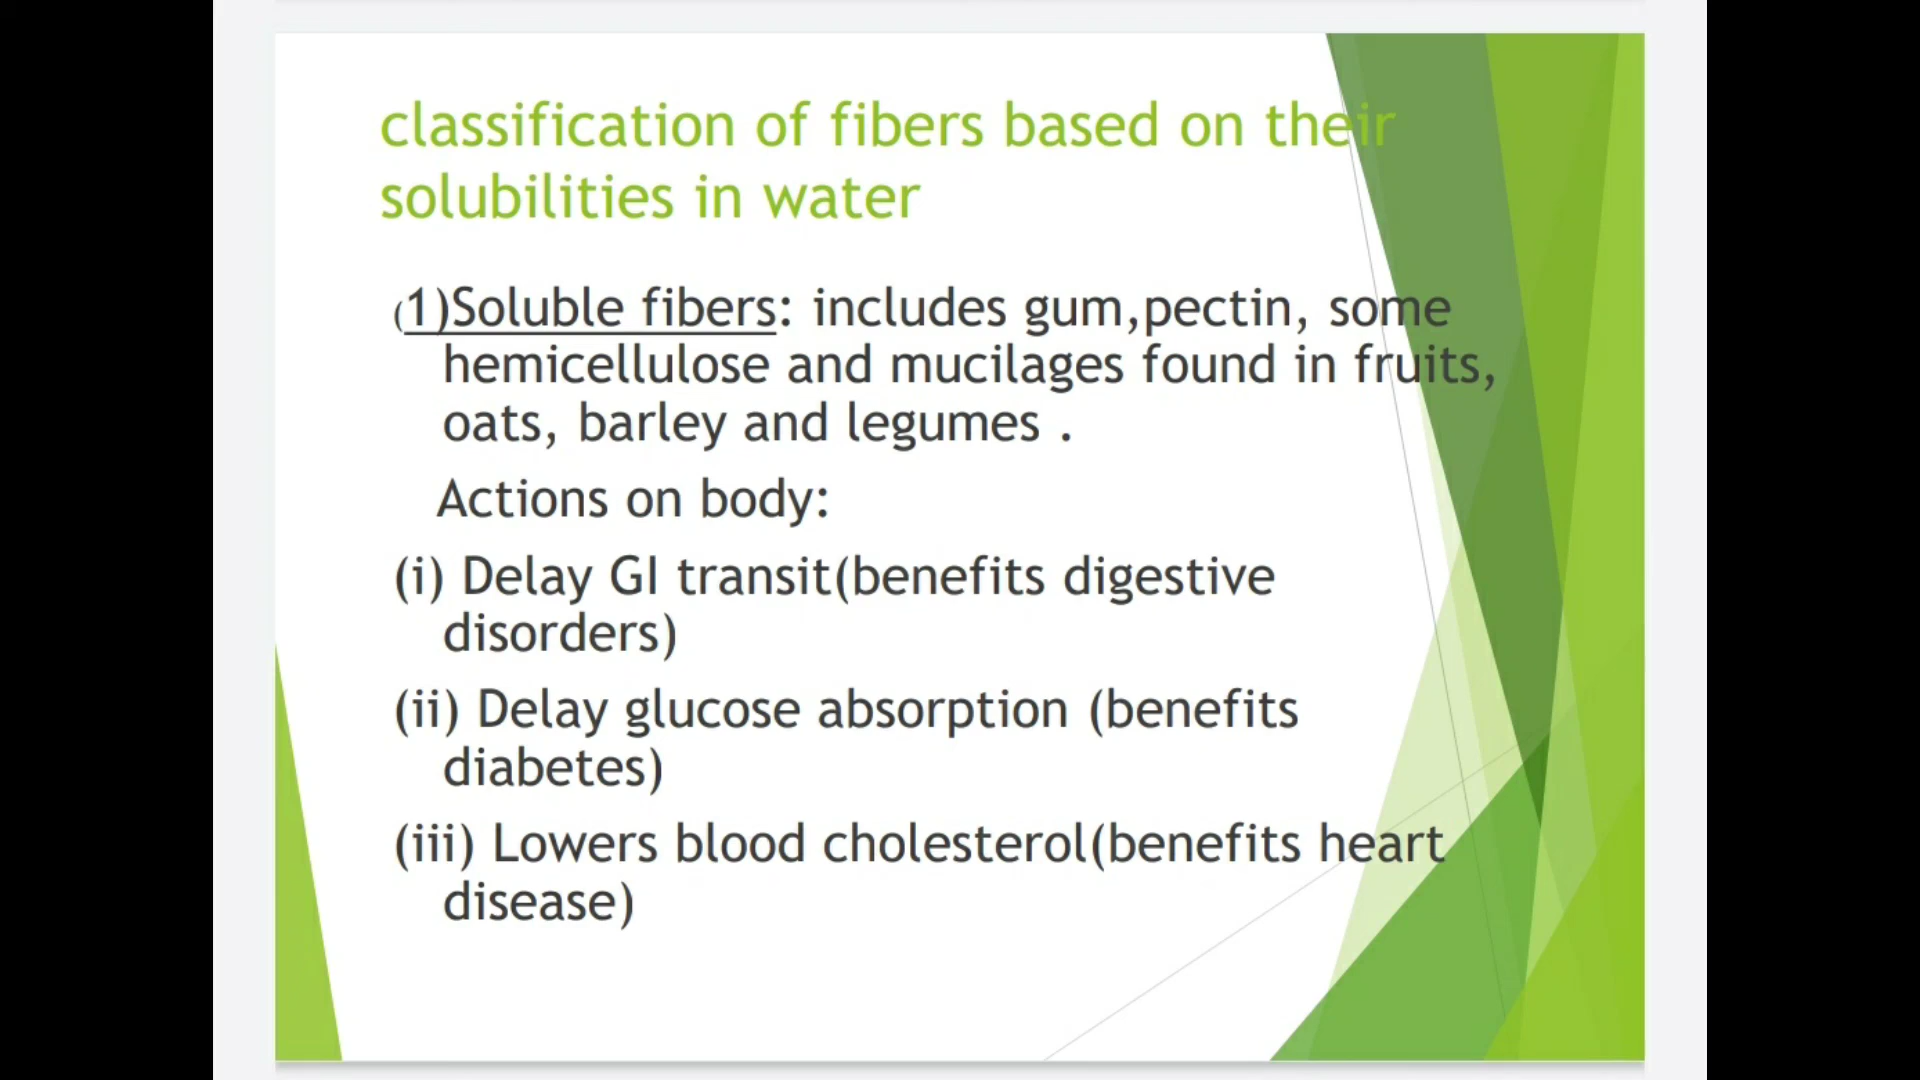 classification of fibers based on their
solubilities in water
(1)Soluble fibers: includes gum,pectin, some
hemicellulose and mucilages found in fruits,
oats, barley and legumes .
Actions on body:
(i) Delay GI transit(benefits digestive
disorders)
(ii) Delay glucose absorption (benefits
diabetes)
(iii) Lowers blood cholesterol(benefits heart
disease)